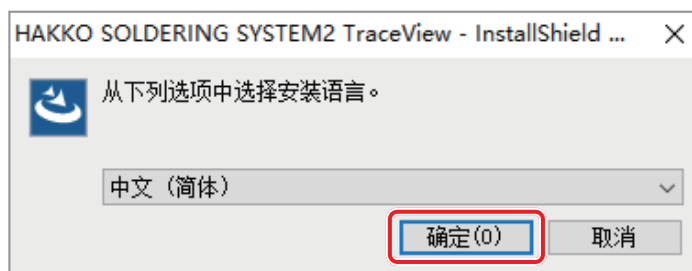 HAKKO SOLDERING SYSTEM2 TraceView - InstallShield ...
从下列选项中选择安装语言。
中文（简体）
确定(O) 取消